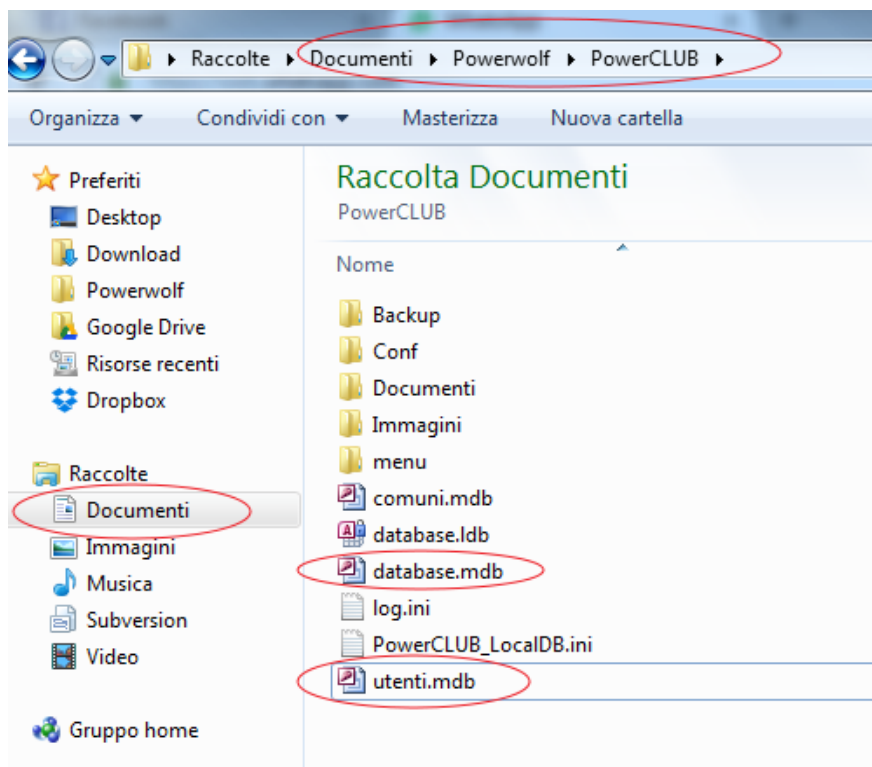 Raccolte Documenti Powerwolf PowerCLUB
Organizza Condividi con Masterizza Nuova cartella
Preferiti
Desktop
Download
Powerwolf
Google Drive
Risorse recenti
Dropbox
Raccolte
Documenti
Immagini
Musica
Subversion
Video
Gruppo home
Raccolta Documenti
PowerCLUB
Nome
Backup
Conf
Documenti
Immagini
menu
comuni.mdb
database.ldb
database.mdb
log.ini
PowerCLUB_LocalDB.ini
utenti.mdb